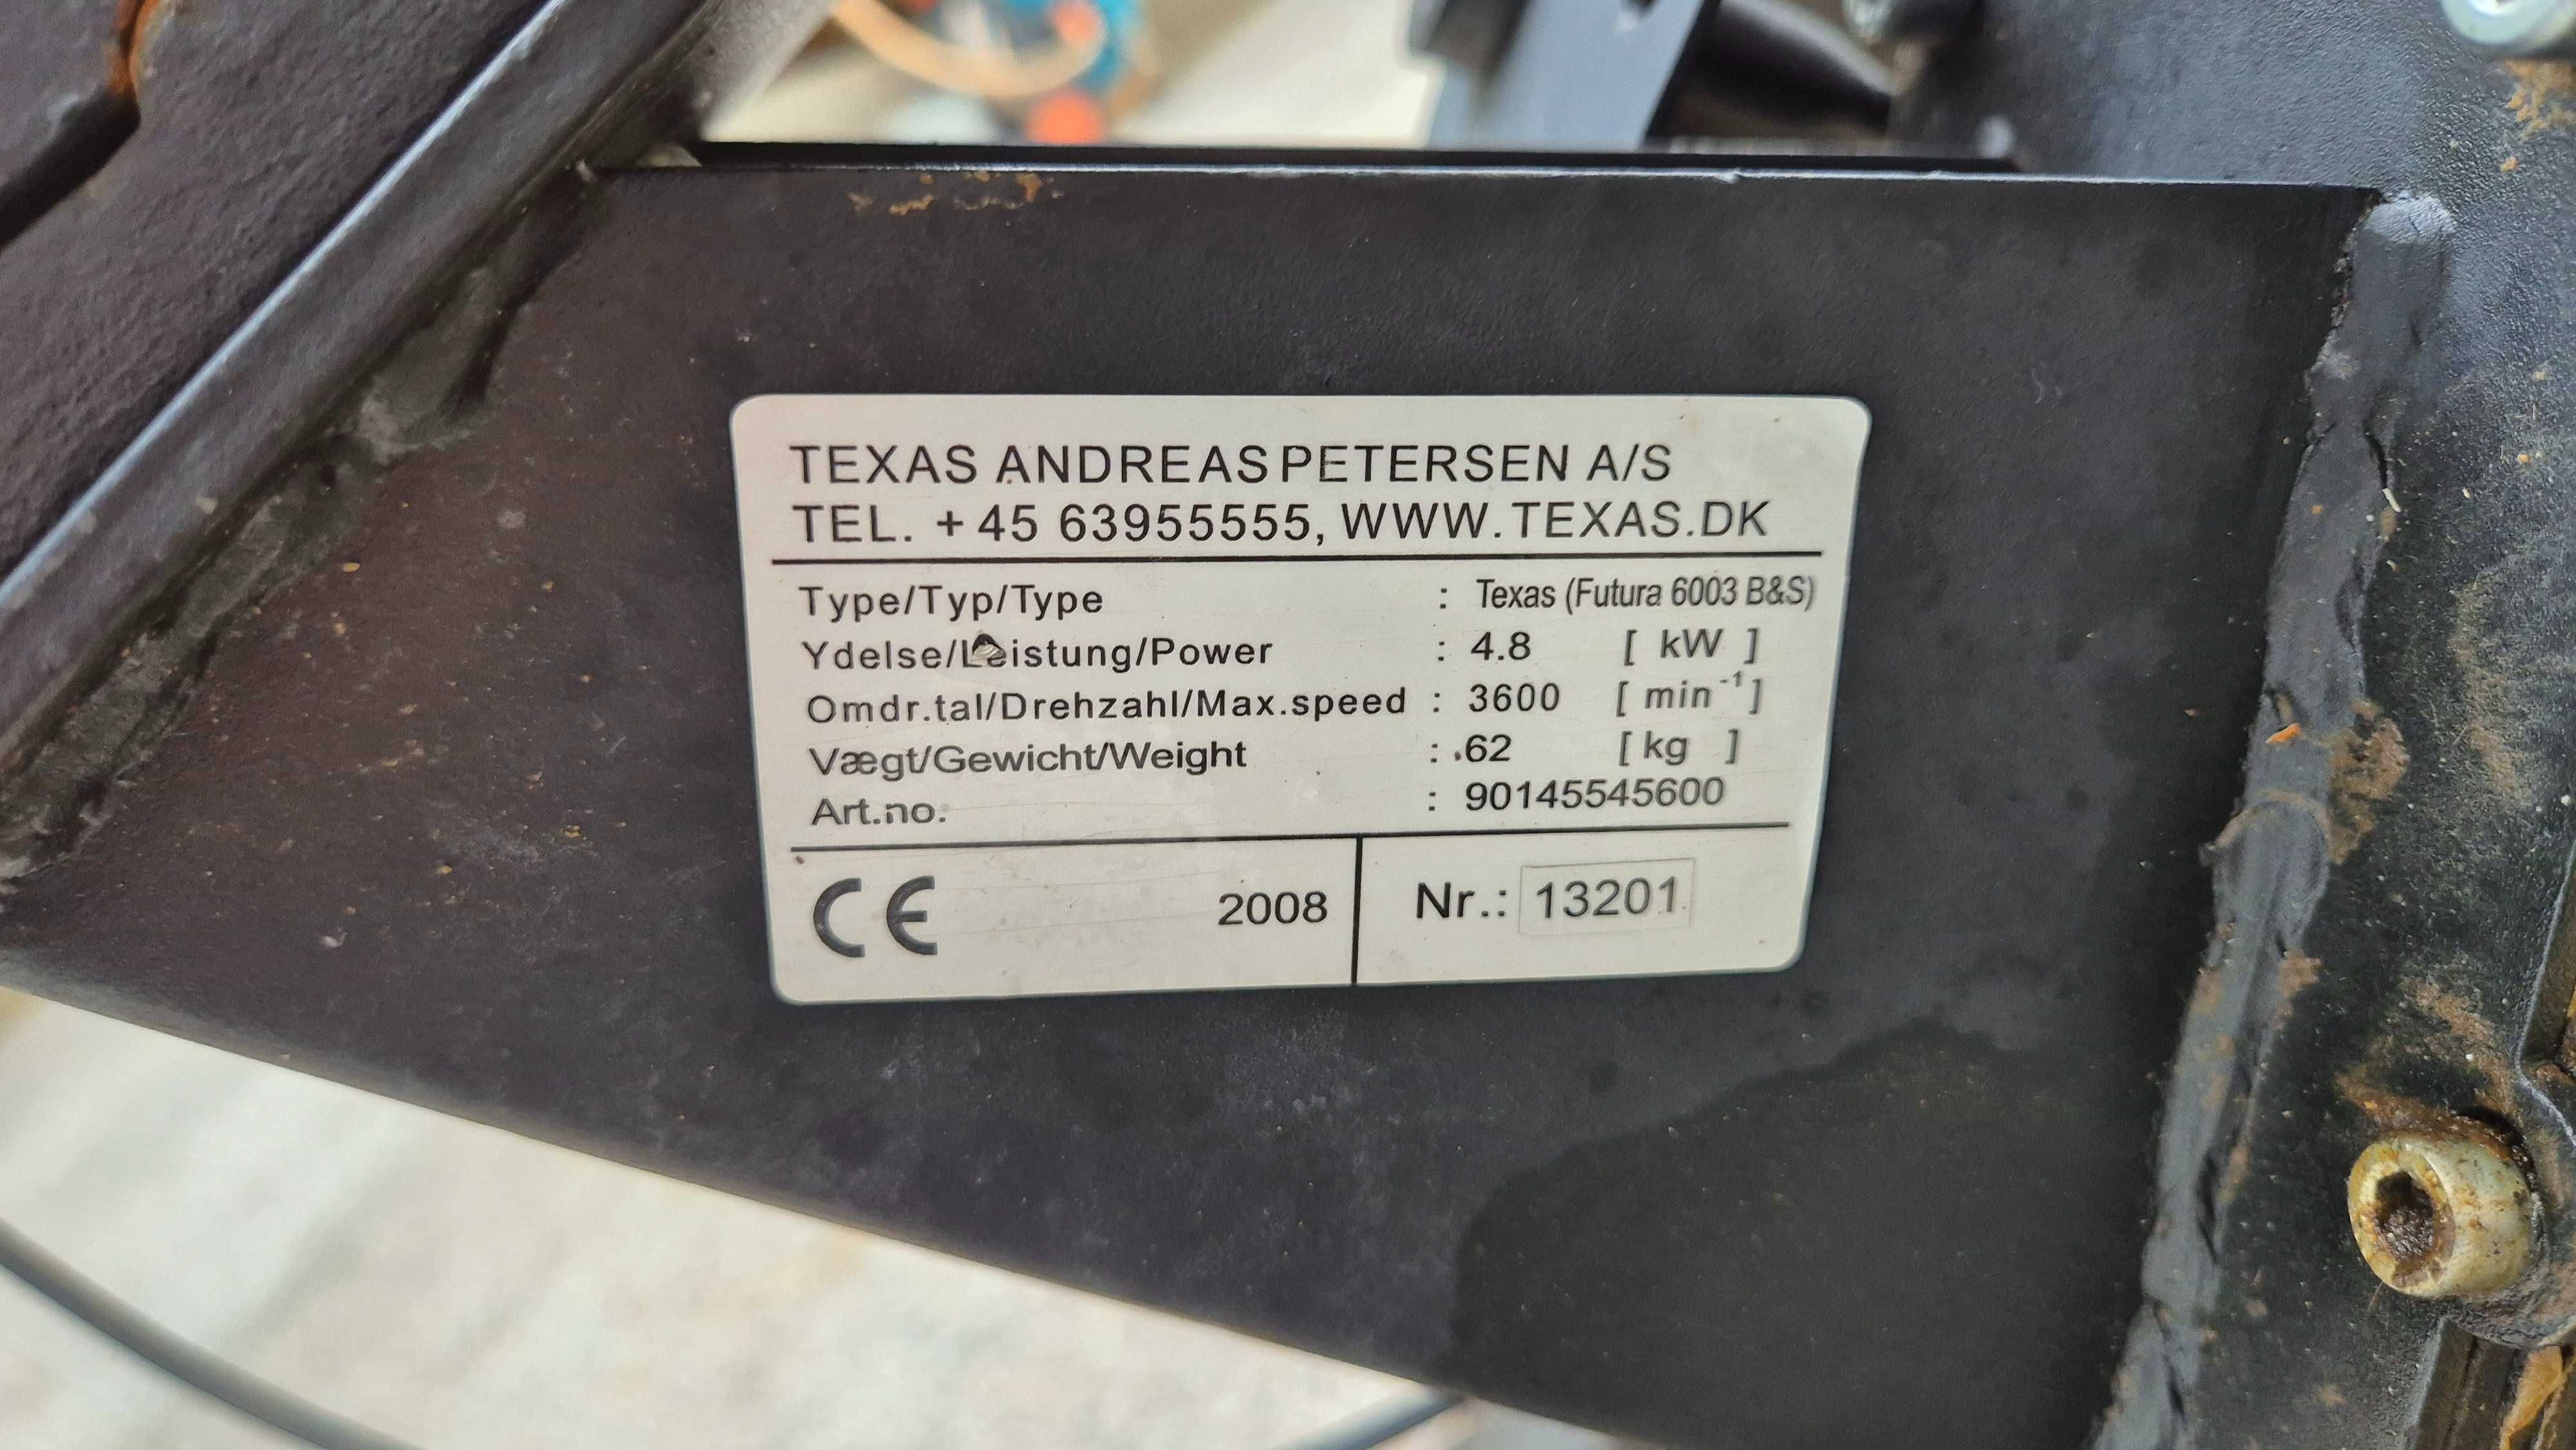 TEXAS ANDREAS PETERSEN A/S
TEL. +45 63955555, WWW.TEXAS.DK
Type/Typ/Type : Texas (Futura 6003 B&S)
Ydelse/Leistung/Power : 4.8 [ kW ]
Omdr.tal/Drehzahl/Max.speed : 3600 [ min⁻¹ ]
Vægt/Gewicht/Weight : 62 [ kg ]
Art.no. : 90145545600
CE 2008 Nr.: 13201